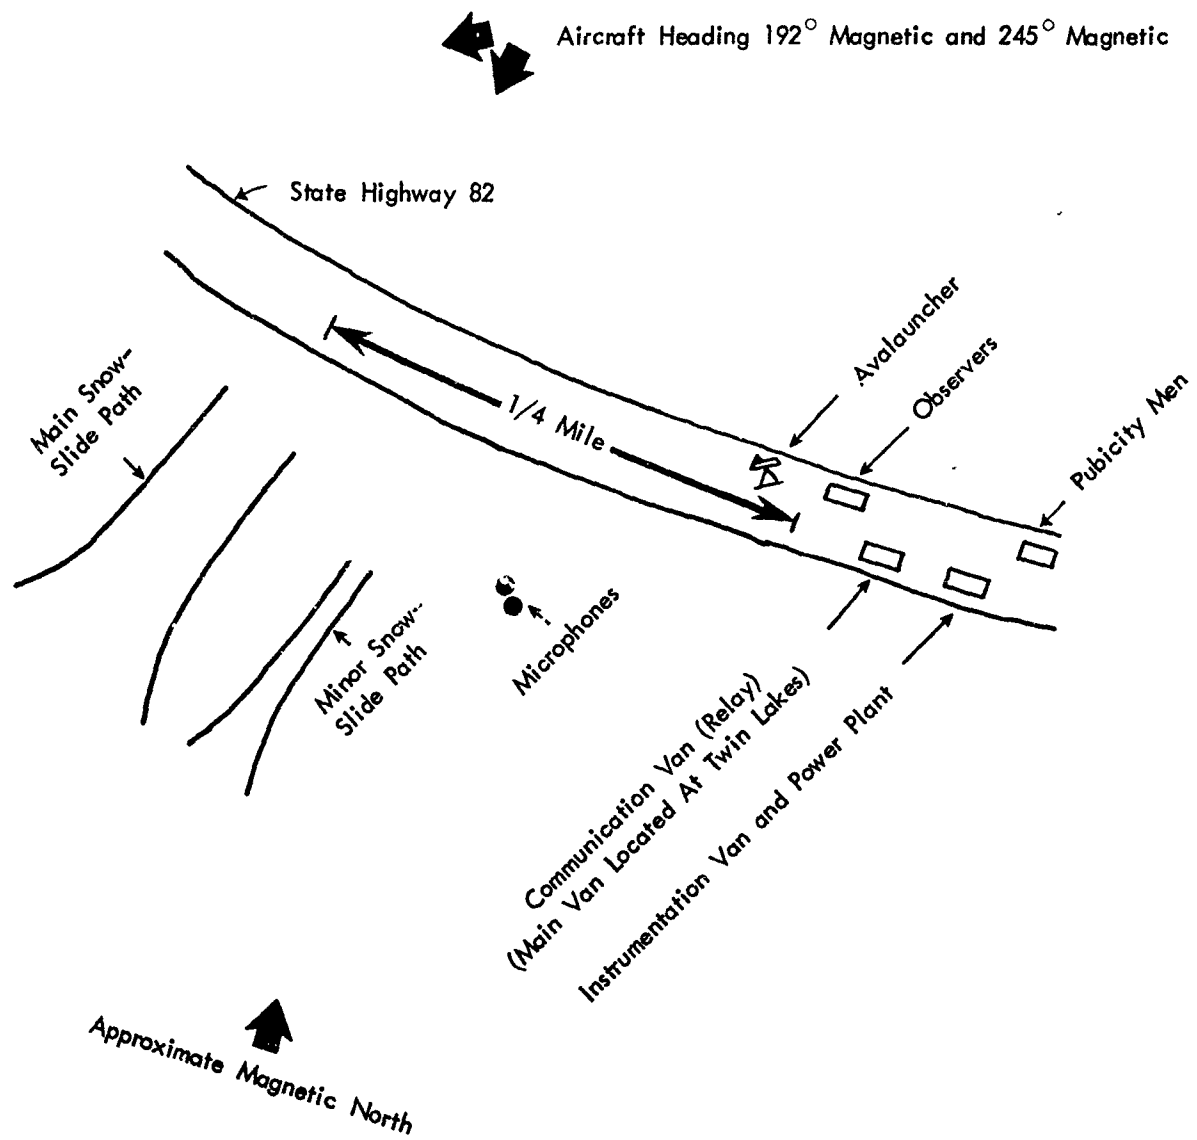 Aircraft Heading 192° Magnetic and 245° Magnetic
State Highway 82
Avalauncher
Observers
Pubicity Men
1/4 Mile
Main Snow-
Slide Path
Minor Snow-
Slide Path
Microphones
Communication Van (Relay)
(Main Van Located At Twin Lakes)
Instrumentation Van and Power Plant
Approximate Magnetic North